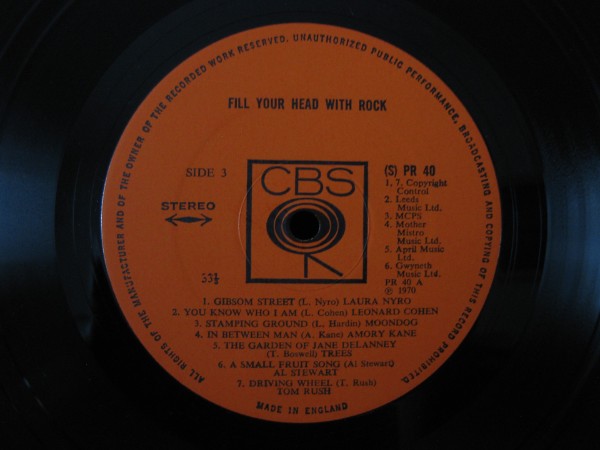 ALL RIGHTS OF THE MANUFACTURER AND OF THE OWNER OF THE RECORDED WORK RESERVED. UNAUTHORIZED PUBLIC PERFORMANCE, BROADCASTING AND COPYING OF THIS RECORD PROHIBITED.
FILL YOUR HEAD WITH ROCK
SIDE 3
STEREO
33⅓
CBS
(S) PR 40
1, 7, Copyright
Control
2. Leeds
Music Ltd.
3. MCPS
4. Mother
Mistro
Music Ltd.
5. April Music
Ltd.
6. Gwyneth
Music Ltd.
PR 40 A
℗ 1970
1. GIBSOM STREET (L. Nyro) LAURA NYRO
2. YOU KNOW WHO I AM (L. Cohen) LEONARD COHEN
3. STAMPING GROUND (L. Hardin) MOONDOG
4. IN BETWEEN MAN (A. Kane) AMORY KANE
5. THE GARDEN OF JANE DELANNEY
(T. Boswell) TREES
6. A SMALL FRUIT SONG (Al Stewart)
AL STEWART
7. DRIVING WHEEL (T. Rush)
TOM RUSH
MADE IN ENGLAND